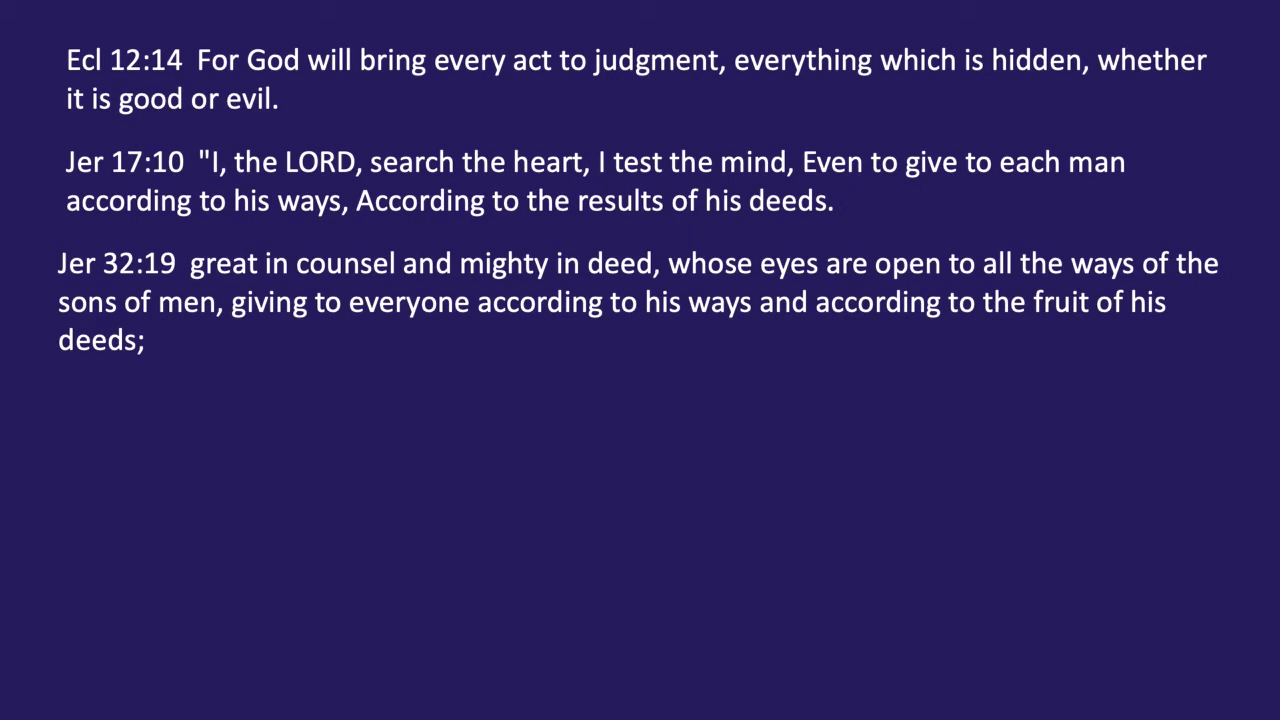 Ecl 12:14  For God will bring every act to judgment, everything which is hidden, whether
it is good or evil.
Jer 17:10  "I, the LORD, search the heart, I test the mind, Even to give to each man
according to his ways, According to the results of his deeds.
Jer 32:19  great in counsel and mighty in deed, whose eyes are open to all the ways of the
sons of men, giving to everyone according to his ways and according to the fruit of his
deeds;